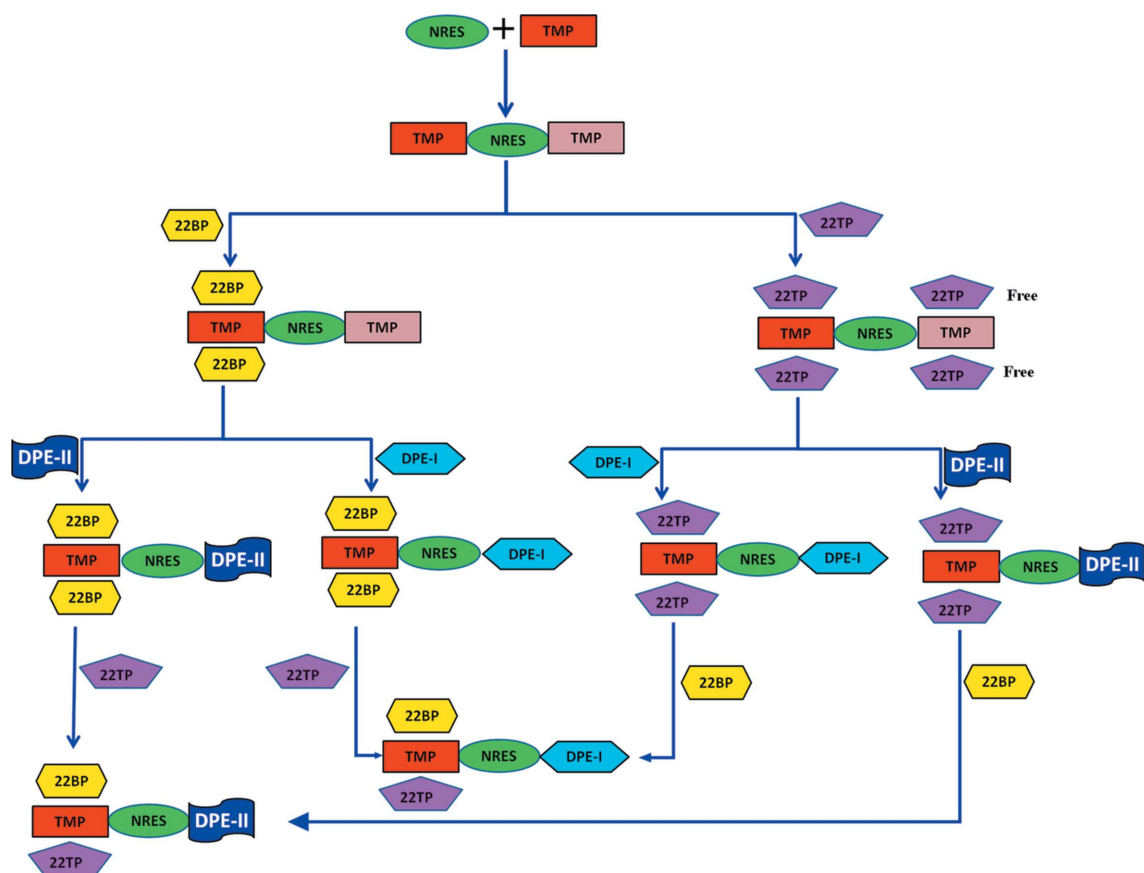 NRES + TMP
TMP NRES TMP
22BP 22TP
22BP
TMP NRES TMP
22BP
22TP 22TP Free
TMP NRES TMP
22TP 22TP Free
DPE-II DPE-I DPE-I DPE-II
22BP
TMP NRES DPE-II
22BP
22BP
TMP NRES DPE-I
22BP
22TP
TMP NRES DPE-I
22TP
22TP
TMP NRES DPE-II
22TP
22TP 22TP 22BP 22BP
22BP
TMP NRES DPE-I
22TP
22BP
TMP NRES DPE-II
22TP